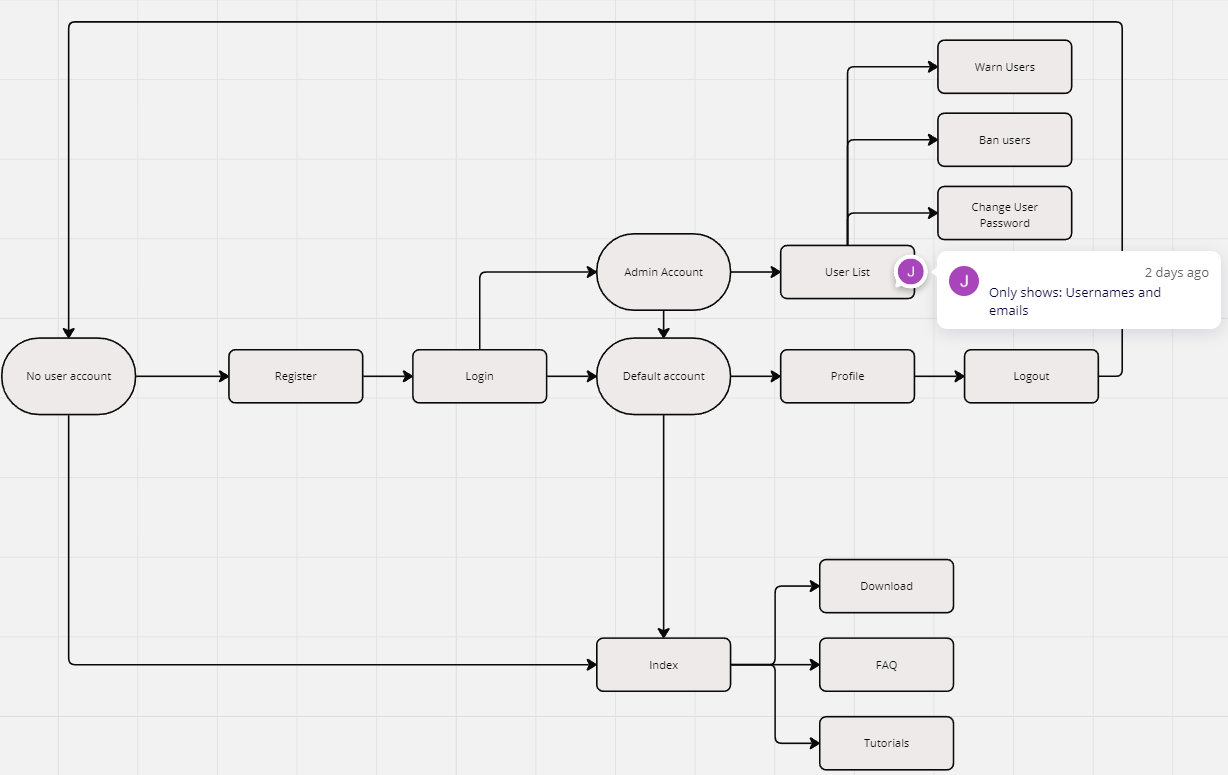 Warn Users
Ban users
Change User
Password
Admin Account
User List
J
J
2 days ago
Only shows: Usernames and
emails
No user account
Register
Login
Default account
Profile
Logout
Download
Index
FAQ
Tutorials